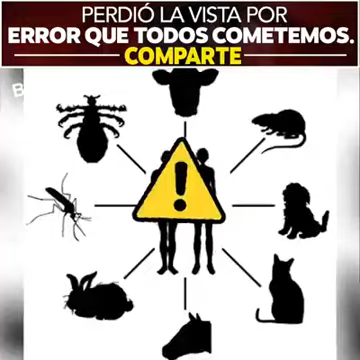 PERDIÓ LA VISTA POR
ERROR QUE TODOS COMETEMOS.
COMPARTE